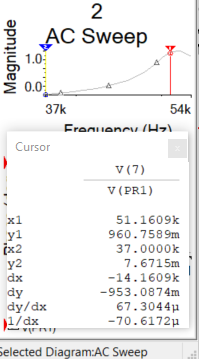 2
AC Sweep
Magnitude
1.0
0.0
37k 54k
Frequency (Hz)
Cursor x
V(7)
V(PR1)
x1 51.1609k
y1 960.7589m
x2 37.0000k
y2 7.6715m
dx -14.1609k
dy -953.0874m
dy/dx 67.3044µ
1/dx -70.6172µ
V(PR1)
Selected Diagram:AC Sweep